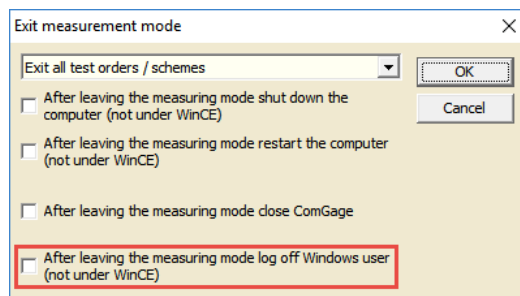 Exit measurement mode
Exit all test orders / schemes
OK
After leaving the measuring mode shut down the
computer (not under WinCE)
Cancel
After leaving the measuring mode restart the computer
(not under WinCE)
After leaving the measuring mode close ComGage
After leaving the measuring mode log off Windows user
(not under WinCE)